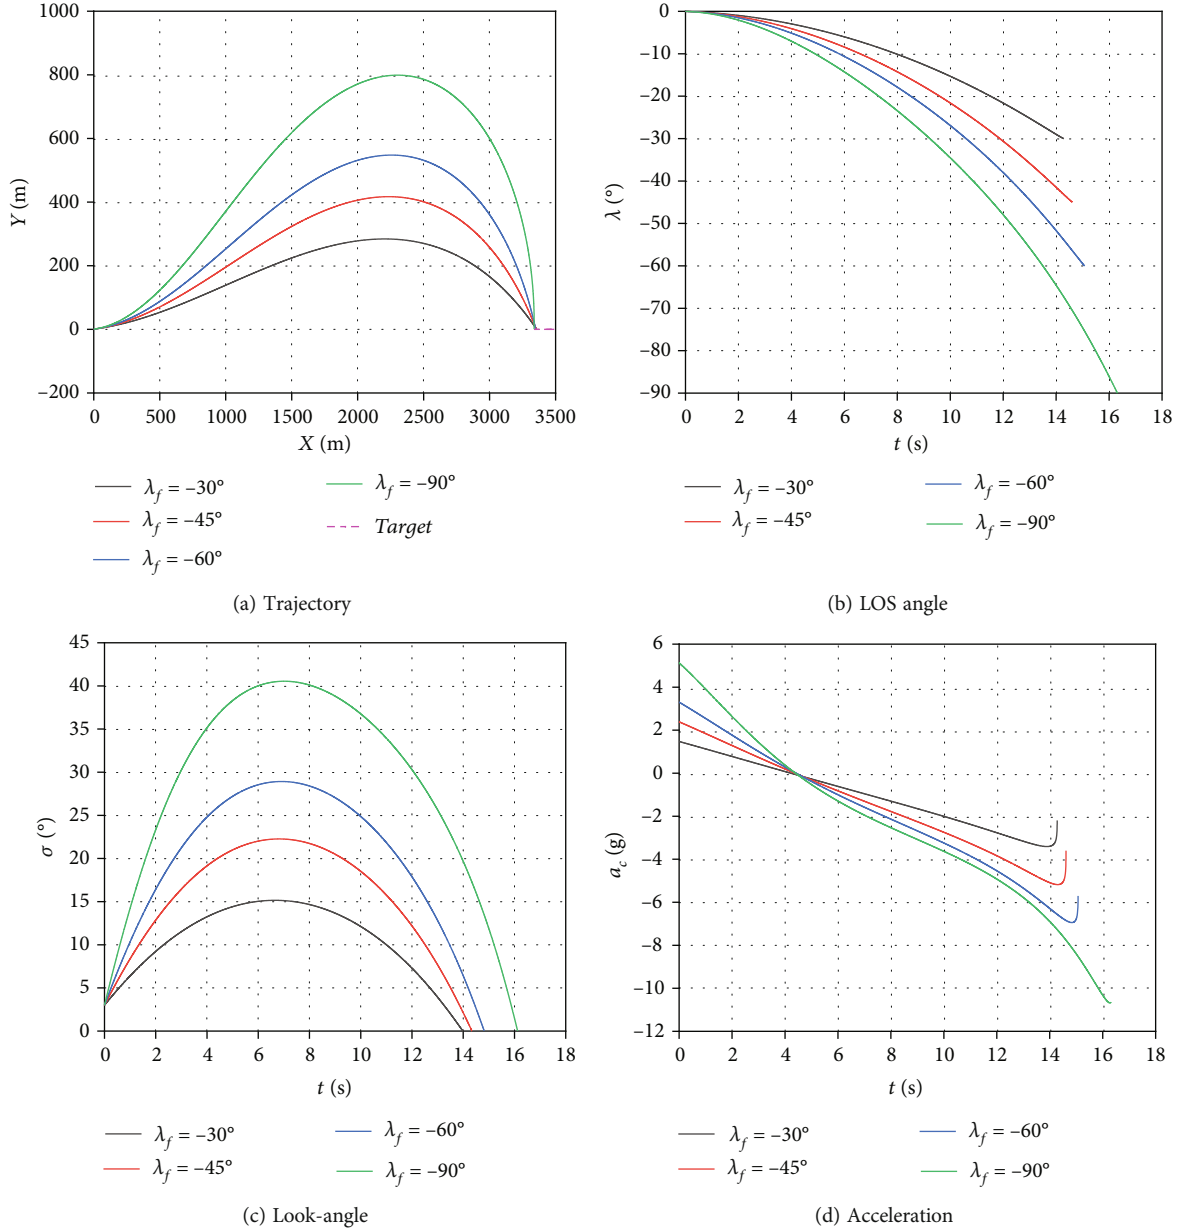 1000
800
600
400
200
0
−200
Y (m)
0 500 1000 1500 2000 2500 3000 3500
X (m)
λf = −30°
λf = −45°
λf = −60°
λf = −90°
Target
(a) Trajectory
0
−10
−20
−30
−40
−50
−60
−70
−80
−90
λ (°)
0 2 4 6 8 10 12 14 16 18
t (s)
λf = −30°
λf = −45°
λf = −60°
λf = −90°
(b) LOS angle
45
40
35
30
25
20
15
10
5
0
σ (°)
0 2 4 6 8 10 12 14 16 18
t (s)
λf = −30°
λf = −45°
λf = −60°
λf = −90°
(c) Look-angle
6
4
2
0
−2
−4
−6
−8
−10
−12
ac (g)
0 2 4 6 8 10 12 14 16 18
t (s)
λf = −30°
λf = −45°
λf = −60°
λf = −90°
(d) Acceleration